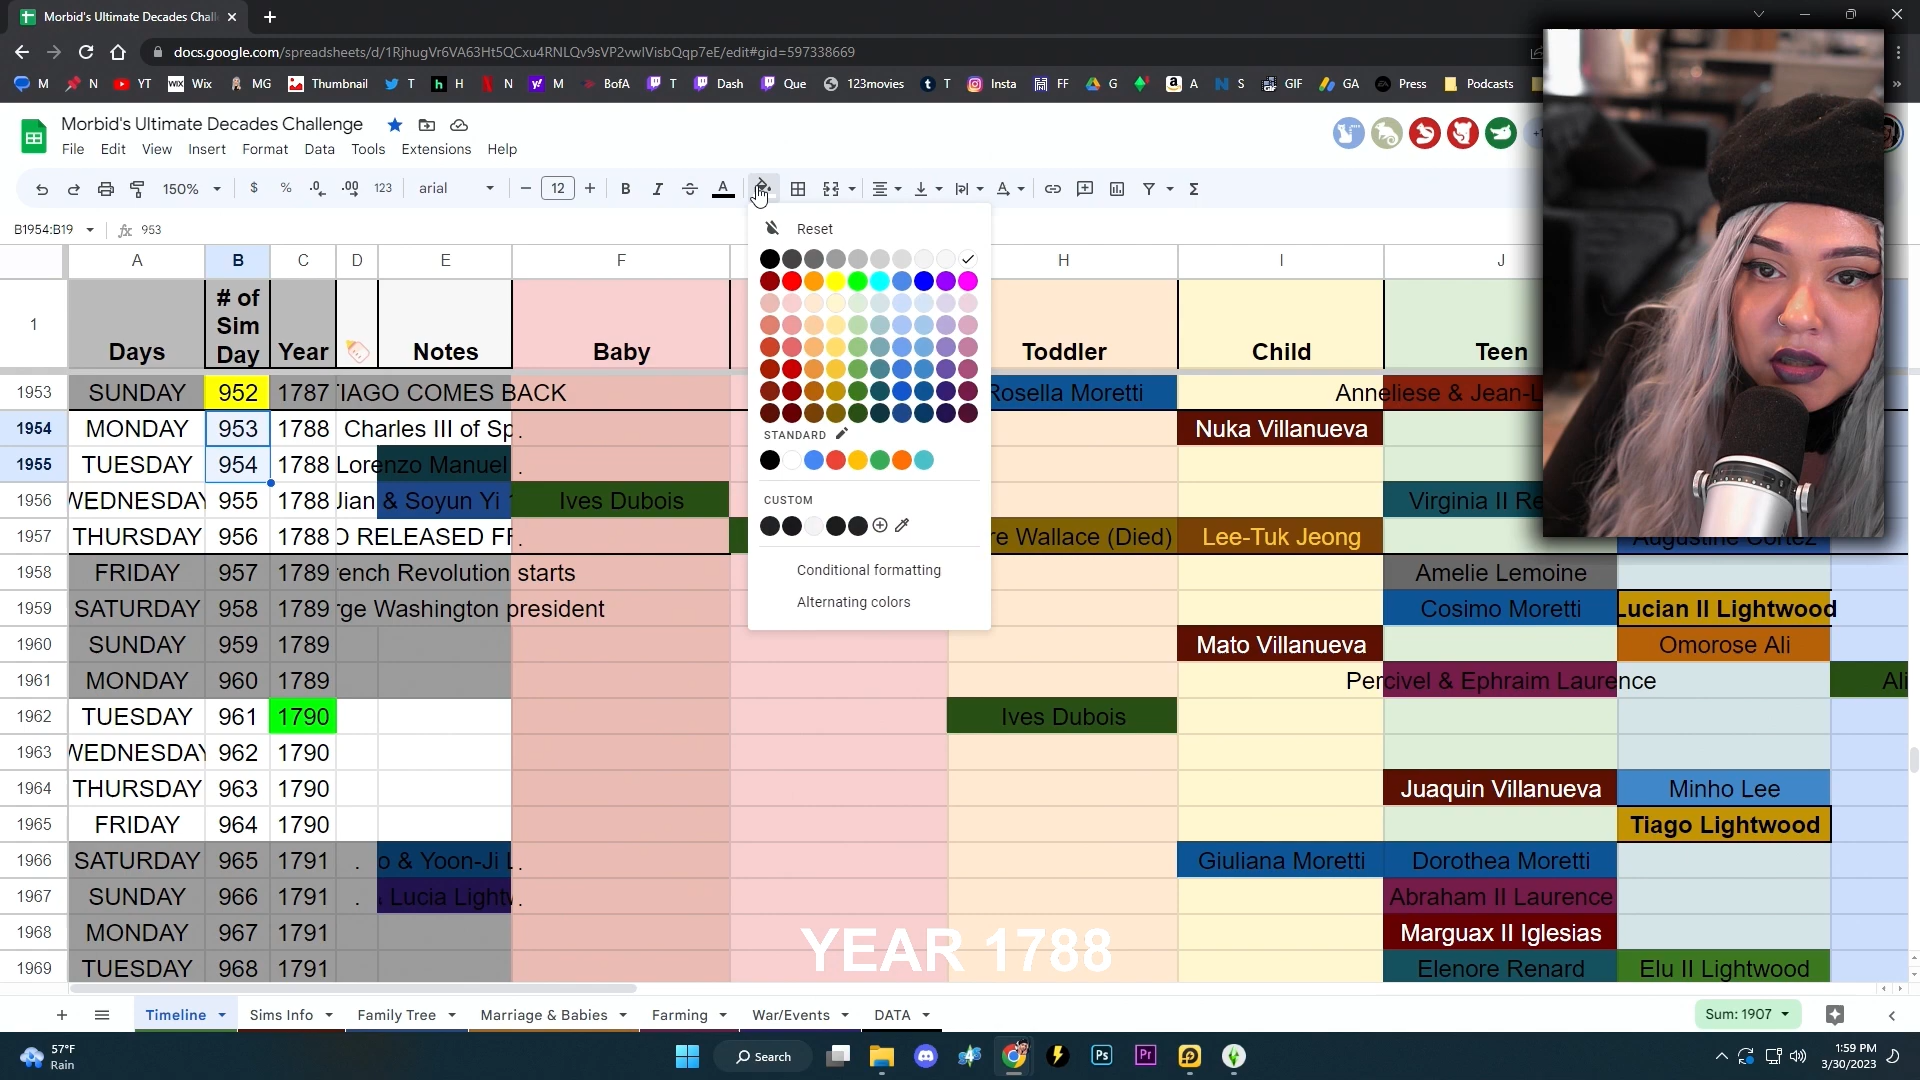 Morbid's Ultimate Decades Chall
docs.google.com/spreadsheets/d/1RjhugVr6VA63Ht5QCxu4RNLQv9sVP2vwlVisbQqp7eE/edit#gid=597338669
M N YT Wix MG Thumbnail T H N M BofA T Dash Que 123movies T Insta FF G A S GIF GA Press Podcasts
Morbid's Ultimate Decades Challenge
File Edit View Insert Format Data Tools Extensions Help
150% $ % .0 .00 123 arial 12 B I S A
B1954:B19 fx 953
Reset
STANDARD
CUSTOM
Conditional formatting
Alternating colors
A B C D E F H I J
1 Days # of Sim Day Year Notes Baby Toddler Child Teen
1953 SUNDAY 952 1787 TIAGO COMES BACK Rosella Moretti Anneliese & Jean-L
1954 MONDAY 953 1788 Charles III of Sp . Nuka Villanueva
1955 TUESDAY 954 1788 Lorenzo Manuel .
1956 WEDNESDAY 955 1788 Jian & Soyun Yi Ives Dubois Virginia II Re
1957 THURSDAY 956 1788 O RELEASED FF . re Wallace (Died) Lee-Tuk Jeong Augustine Cortez
1958 FRIDAY 957 1789 rench Revolution starts Amelie Lemoine
1959 SATURDAY 958 1789 rge Washington president Cosimo Moretti Lucian II Lightwood
1960 SUNDAY 959 1789 Mato Villanueva Omorose Ali
1961 MONDAY 960 1789 Percivel & Ephraim Laurence Ali
1962 TUESDAY 961 1790 Ives Dubois
1963 WEDNESDAY 962 1790
1964 THURSDAY 963 1790 Juaquin Villanueva Minho Lee
1965 FRIDAY 964 1790 Tiago Lightwood
1966 SATURDAY 965 1791 . o & Yoon-Ji L . Giuliana Moretti Dorothea Moretti
1967 SUNDAY 966 1791 . Lucia Lightw . Abraham II Laurence
1968 MONDAY 967 1791 Marguax II Iglesias
1969 TUESDAY 968 1791 Elenore Renard Elu II Lightwood
YEAR 1788
Timeline Sims Info Family Tree Marriage & Babies Farming War/Events DATA
Sum: 1907
57°F
Rain
Search
Ps Pr
1:59 PM
3/30/2023